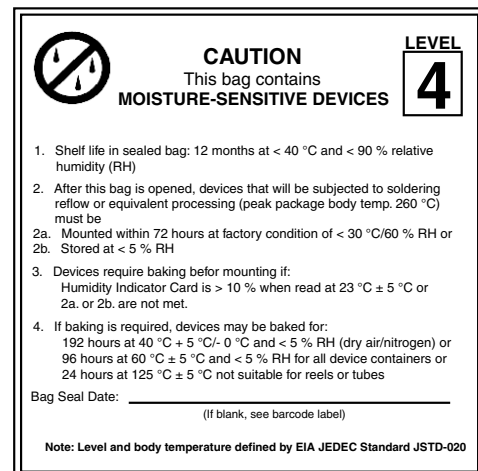 CAUTION
This bag contains
MOISTURE-SENSITIVE DEVICES
LEVEL
4
1. Shelf life in sealed bag: 12 months at < 40 °C and < 90 % relative
humidity (RH)
2. After this bag is opened, devices that will be subjected to soldering
reflow or equivalent processing (peak package body temp. 260 °C)
must be
2a. Mounted within 72 hours at factory condition of < 30 °C/60 % RH or
2b. Stored at < 5 % RH
3. Devices require baking befor mounting if:
Humidity Indicator Card is > 10 % when read at 23 °C ± 5 °C or
2a. or 2b. are not met.
4. If baking is required, devices may be baked for:
192 hours at 40 °C + 5 °C/- 0 °C and < 5 % RH (dry air/nitrogen) or
96 hours at 60 °C ± 5 °C and < 5 % RH for all device containers or
24 hours at 125 °C ± 5 °C not suitable for reels or tubes
Bag Seal Date:
(If blank, see barcode label)
Note: Level and body temperature defined by EIA JEDEC Standard JSTD-020